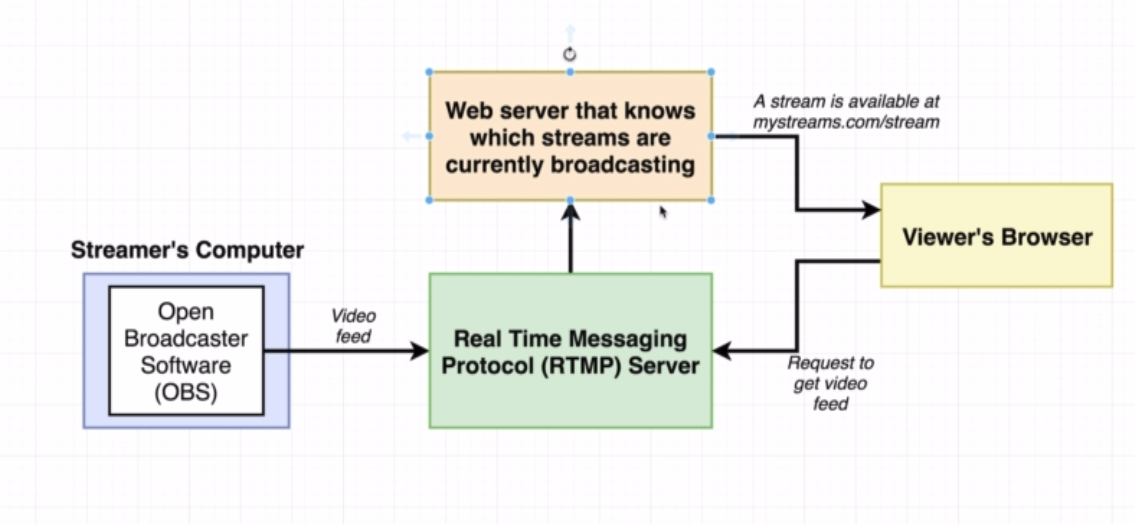 Web server that knows
which streams are
currently broadcasting
A stream is available at
mystreams.com/stream
Viewer's Browser
Streamer's Computer
Open
Broadcaster
Software
(OBS)
Video
feed
Real Time Messaging
Protocol (RTMP) Server
Request to
get video
feed